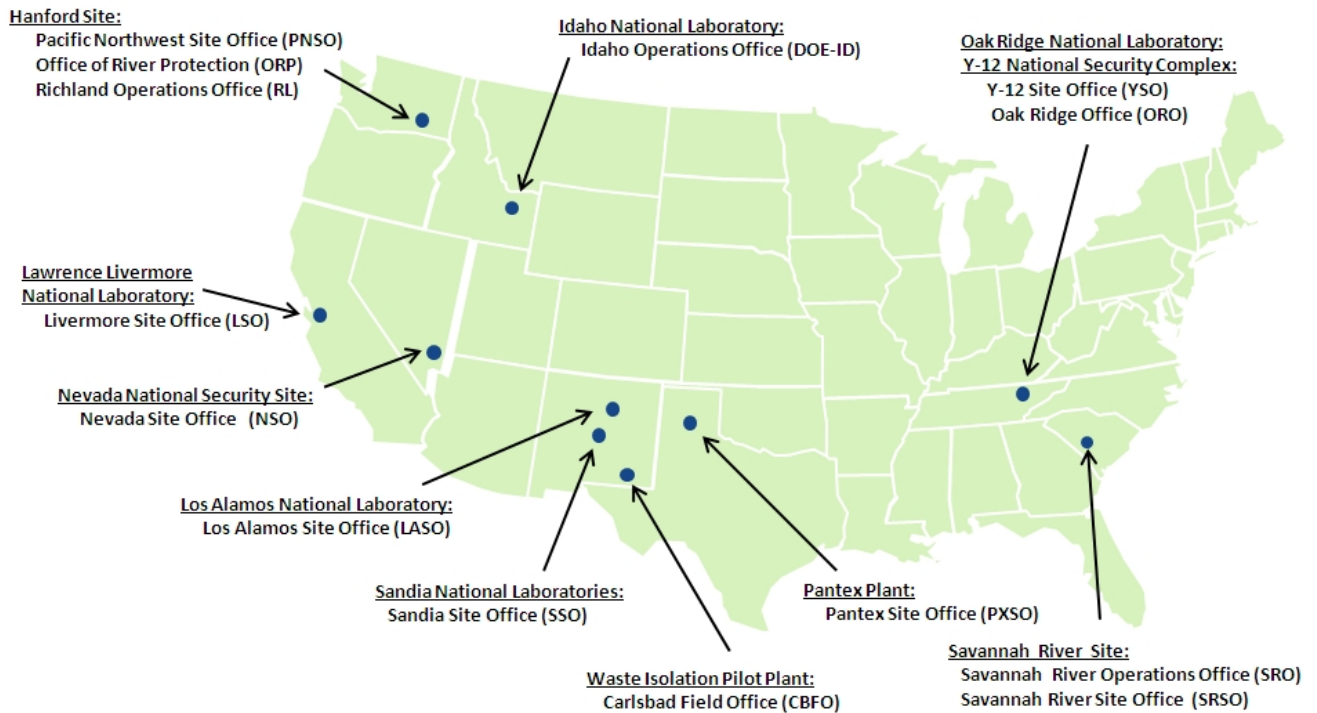 Hanford Site:
Pacific Northwest Site Office (PNSO)
Office of River Protection (ORP)
Richland Operations Office (RL)
Idaho National Laboratory:
Idaho Operations Office (DOE-ID)
Oak Ridge National Laboratory:
Y-12 National Security Complex:
Y-12 Site Office (YSO)
Oak Ridge Office (ORO)
Lawrence Livermore
National Laboratory:
Livermore Site Office (LSO)
Nevada National Security Site:
Nevada Site Office (NSO)
Los Alamos National Laboratory:
Los Alamos Site Office (LASO)
Sandia National Laboratories:
Sandia Site Office (SSO)
Waste Isolation Pilot Plant:
Carlsbad Field Office (CBFO)
Pantex Plant:
Pantex Site Office (PXSO)
Savannah River Site:
Savannah River Operations Office (SRO)
Savannah River Site Office (SRSO)